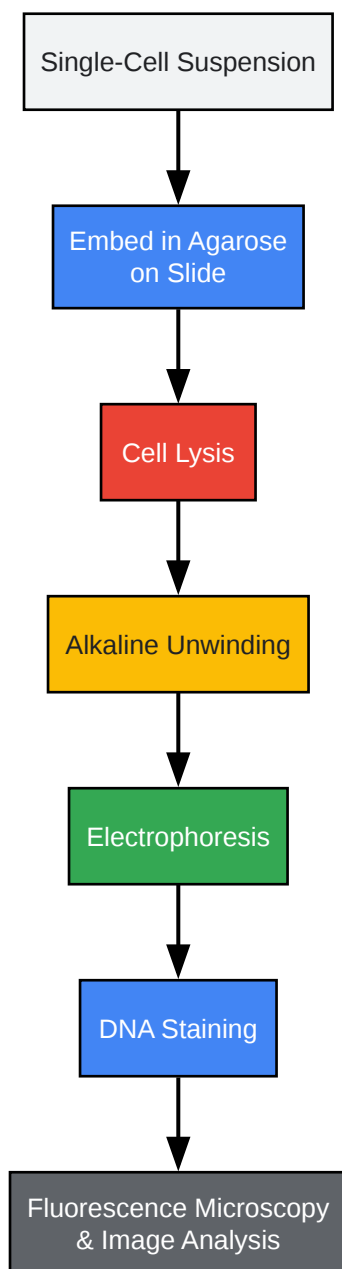 Single-Cell Suspension
Embed in Agarose
on Slide
Cell Lysis
Alkaline Unwinding
Electrophoresis
DNA Staining
Fluorescence Microscopy
& Image Analysis